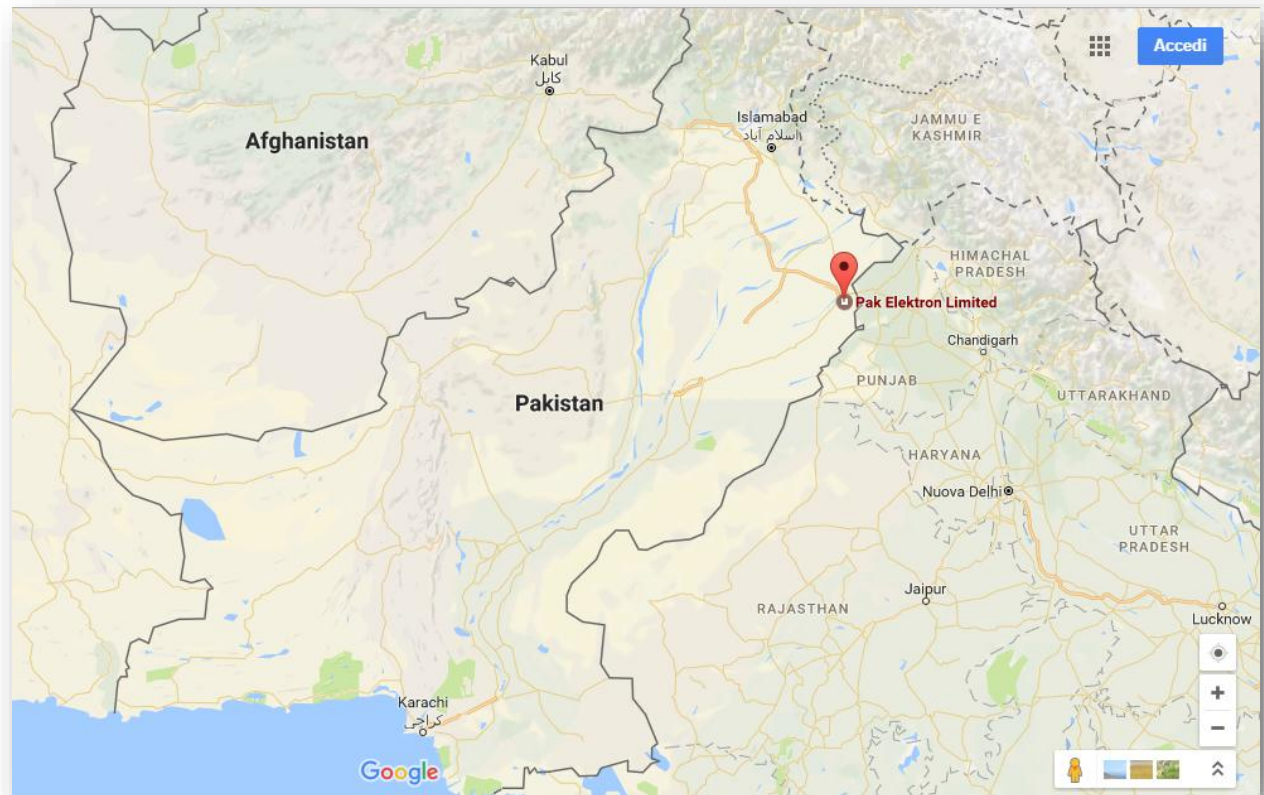 Accedi
Kabul
کابل
Islamabad
اسلام آباد
JAMMU E
KASHMIR
Afghanistan
HIMACHAL
PRADESH
Pak Elektron Limited
Chandigarh
PUNJAB
UTTARAKHAND
Pakistan
HARYANA
Nuova Delhi
UTTAR
PRADESH
Jaipur
RAJASTHAN
Lucknow
Karachi
کراچی
Google